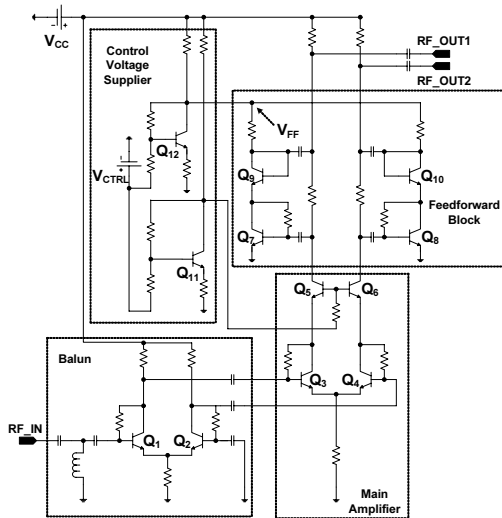 V_CC
Control
Voltage
Supplier
RF_OUT1
RF_OUT2
V_FF
Q_12
V_CTRL
Q_11
Q_9
Q_10
Feedforward
Block
Q_7
Q_8
Q_5
Q_6
Balun
Q_3
Q_4
RF_IN
Q_1
Q_2
Main
Amplifier